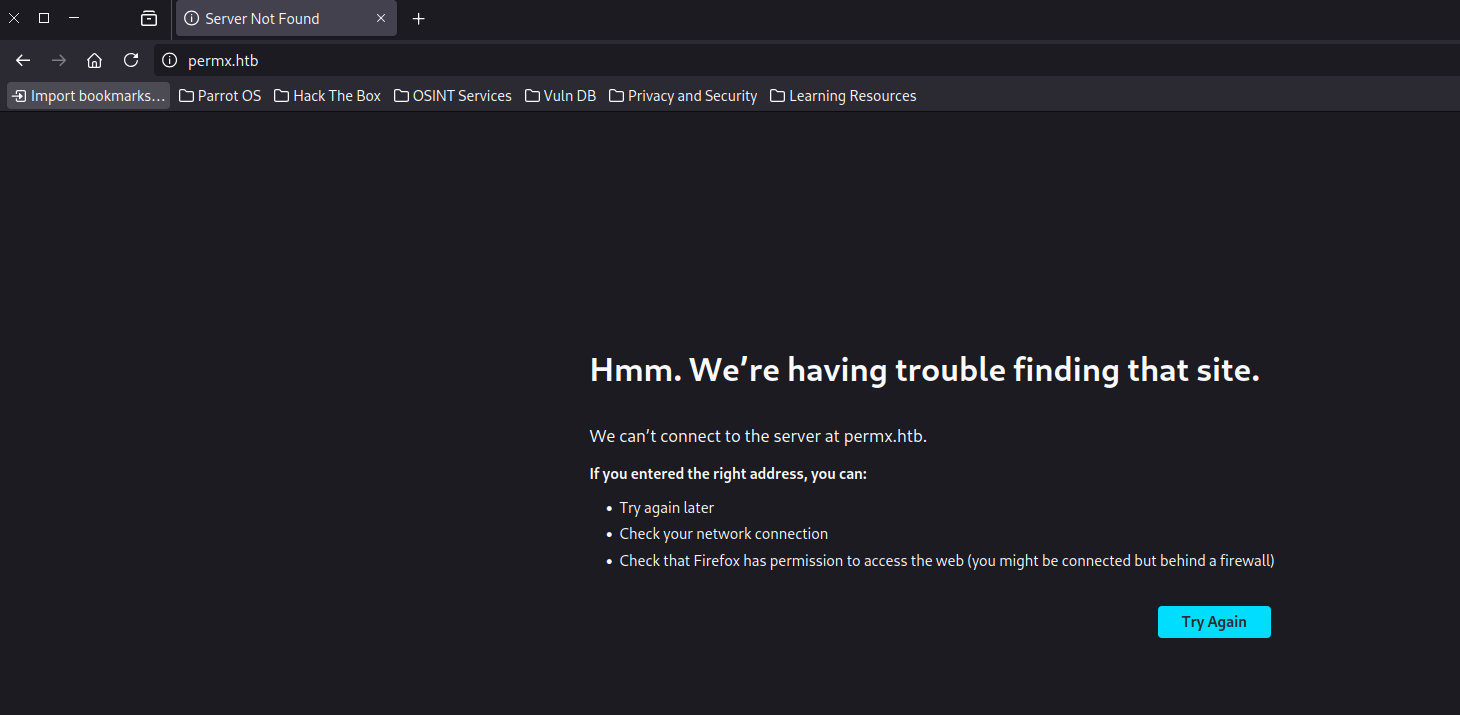 Server Not Found
permx.htb
Import bookmarks... Parrot OS Hack The Box OSINT Services Vuln DB Privacy and Security Learning Resources
Hmm. We’re having trouble finding that site.
We can’t connect to the server at permx.htb.
If you entered the right address, you can:
• Try again later
• Check your network connection
• Check that Firefox has permission to access the web (you might be connected but behind a firewall)
Try Again